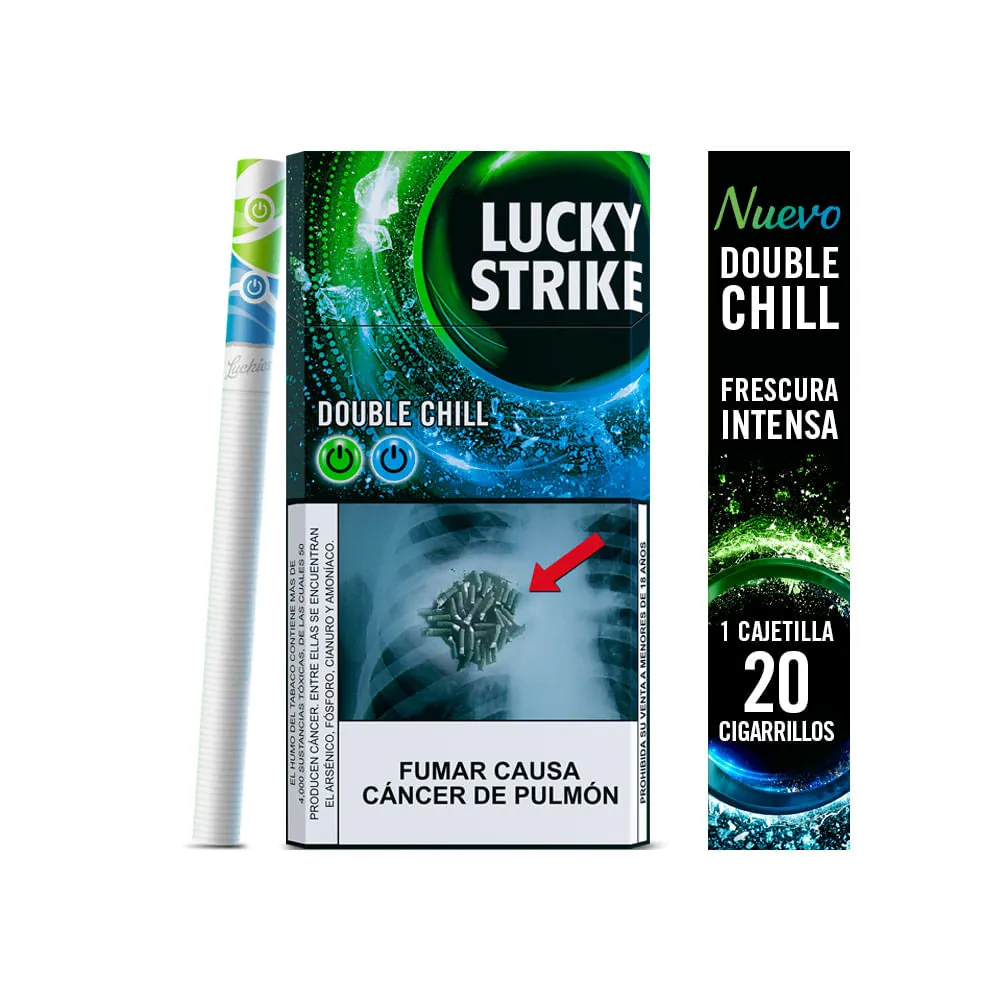 Luckies
LUCKY
STRIKE
DOUBLE CHILL
EL HUMO DEL TABACO CONTIENE MÁS DE
4,000 SUSTANCIAS TÓXICAS, DE LAS CUALES 50
PRODUCEN CÁNCER. ENTRE ELLAS SE ENCUENTRAN
EL ARSÉNICO, FÓSFORO, CIANURO Y AMONÍACO.
PROHIBIDA SU VENTA A MENORES DE 18 AÑOS
FUMAR CAUSA
CÁNCER DE PULMÓN
Nuevo
DOUBLE
CHILL
FRESCURA
INTENSA
1 CAJETILLA
20
CIGARRILLOS